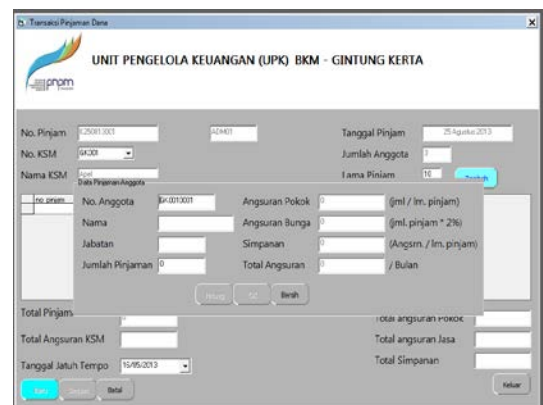 Transaksi Pinjaman Dana
UNIT PENGELOLA KEUANGAN (UPK) BKM - GINTUNG KERTA
pnpm
No. Pinjam ADM01 Tanggal Pinjam 25 Agustus 2013
No. KSM GK001 Jumlah Anggota 3
Nama KSM Apel Lama Pinjam 10
Data Pinjaman Anggota
no pinjam
No. Anggota GK0010001 Angsuran Pokok 0 (jml / lm. pinjam)
Nama Angsuran Bunga 0 (jml. pinjam * 2%)
Jabatan Simpanan 0 (Angsrn. / lm. pinjam)
Jumlah Pinjaman 0 Total Angsuran 0 / Bulan
Hitung Bersih
Total Pinjam Total angsuran Pokok
Total Angsuran KSM Total angsuran Jasa
Tanggal Jatuh Tempo 15/05/2013 Total Simpanan
Baru Simpan Batal Keluar